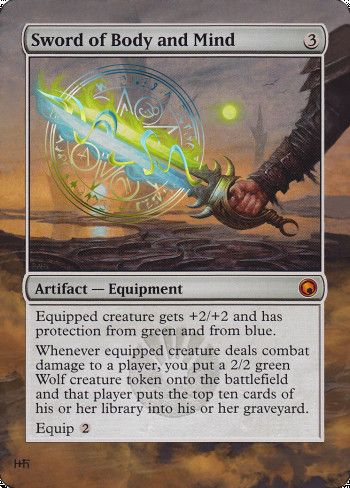 Sword of Body and Mind 3
Artifact — Equipment
Equipped creature gets +2/+2 and has
protection from green and from blue.
Whenever equipped creature deals combat
damage to a player, you put a 2/2 green
Wolf creature token onto the battlefield
and that player puts the top ten cards of
his or her library into his or her graveyard.
Equip 2